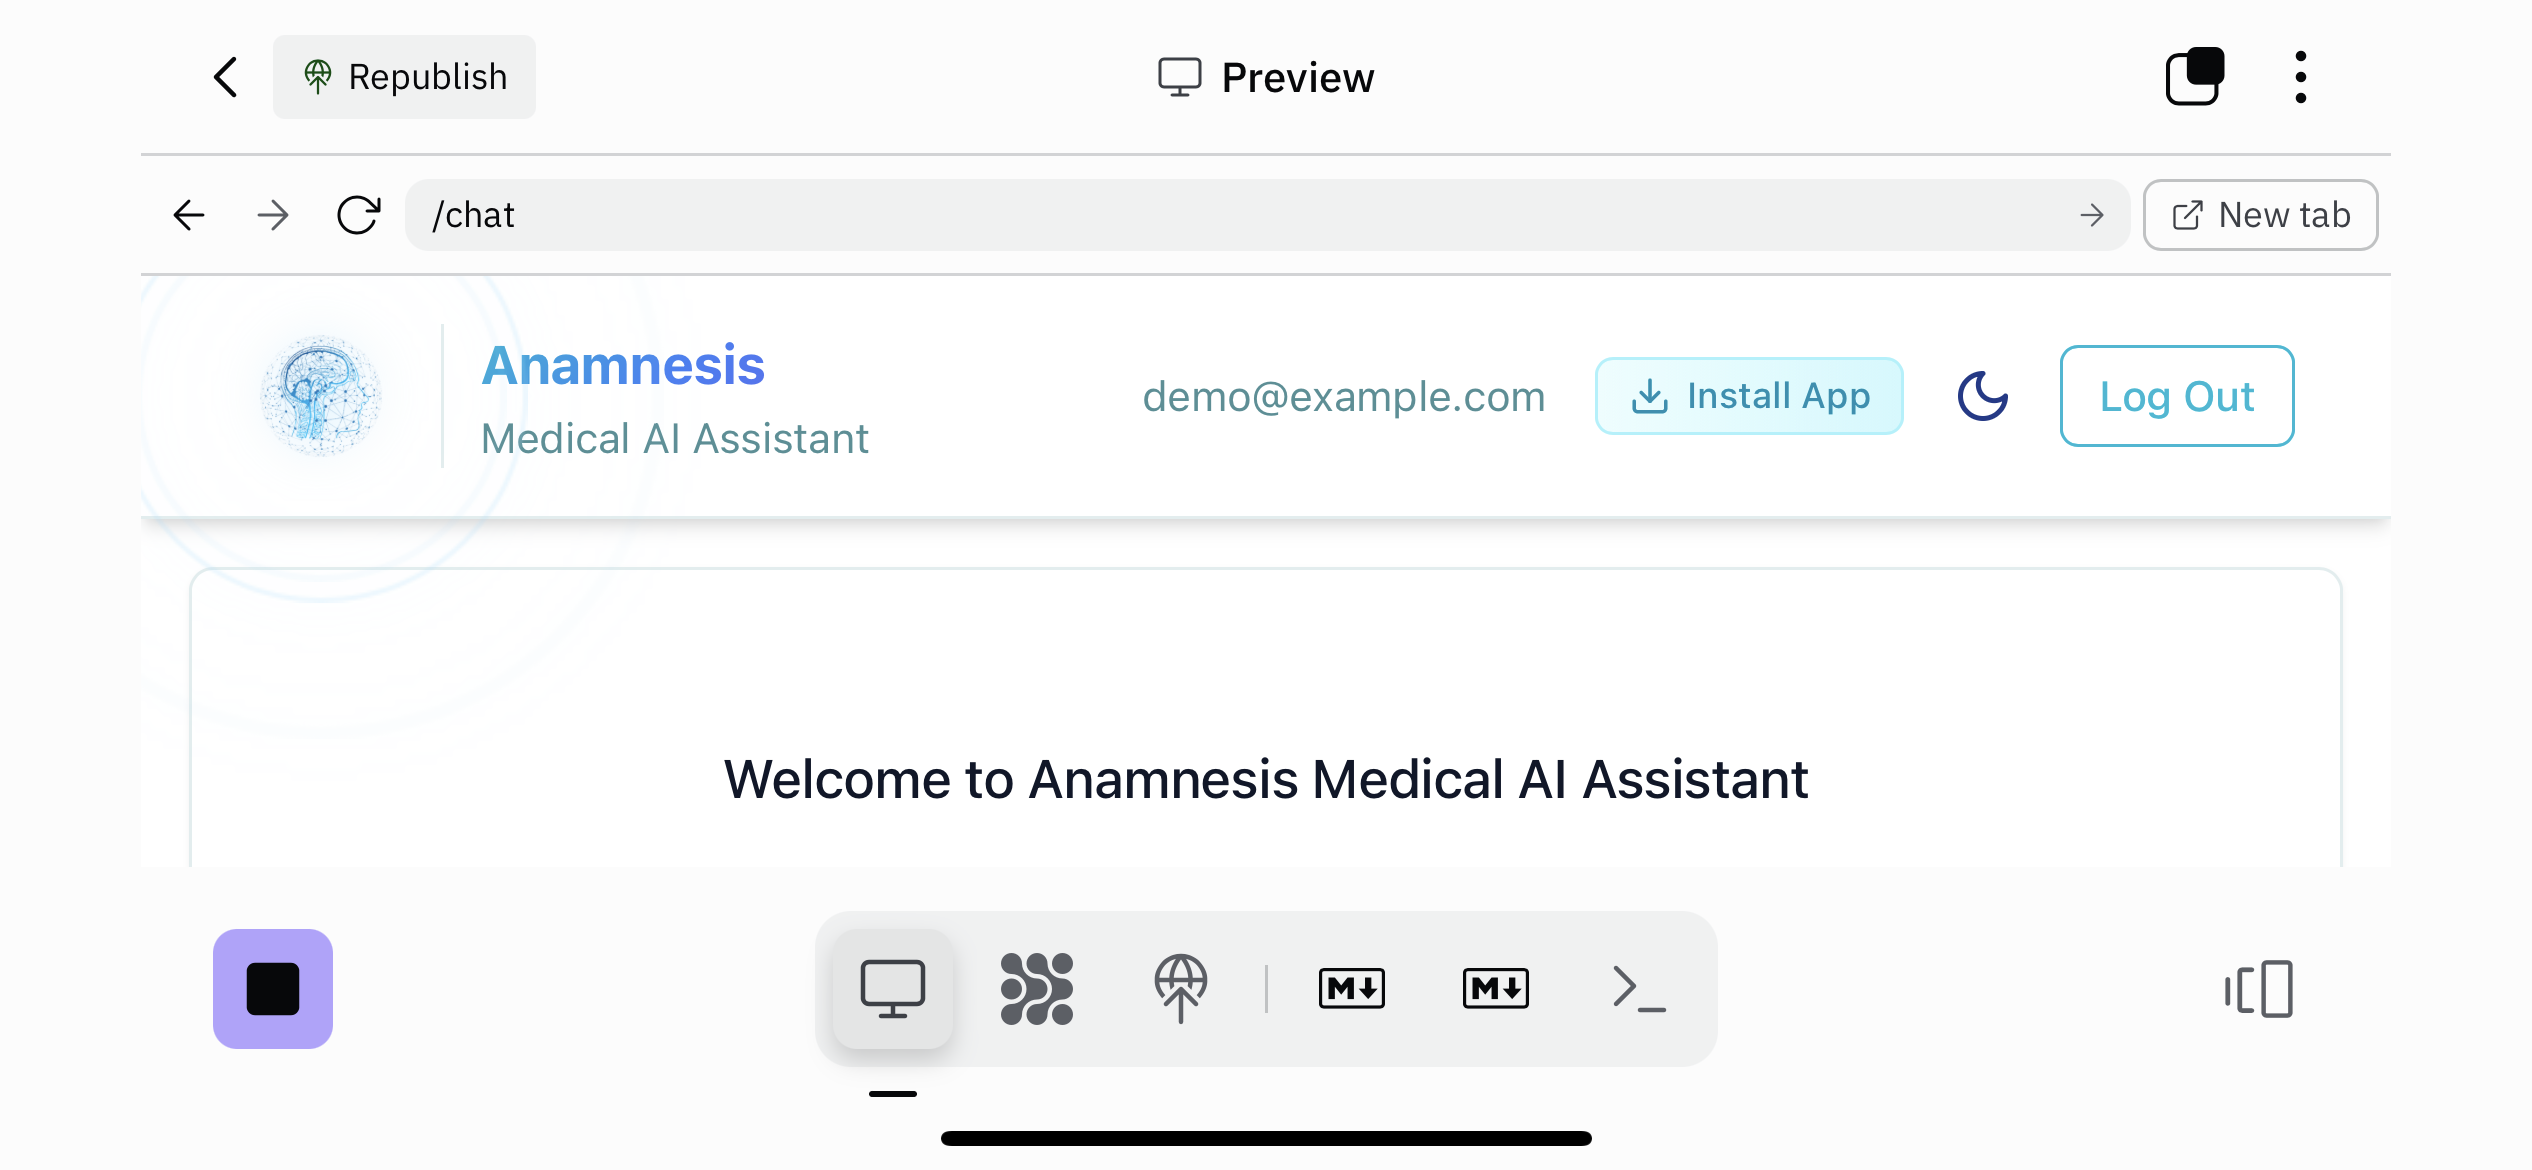 Republish
Preview
/chat
New tab
Anamnesis
Medical AI Assistant
demo@example.com
Install App
Log Out
Welcome to Anamnesis Medical AI Assistant
M
M